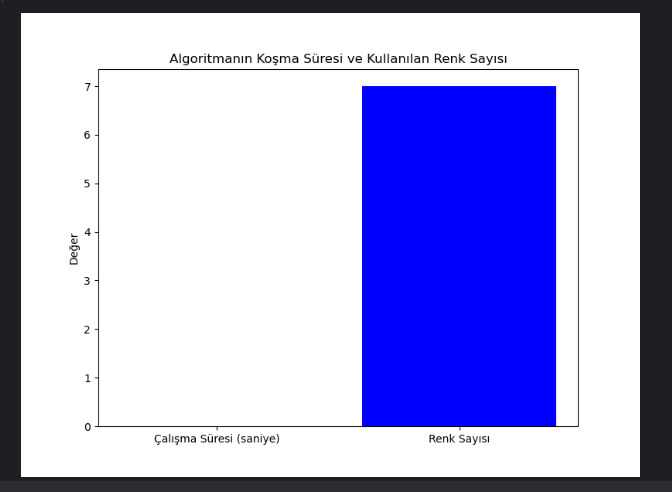 Algoritmanın Koşma Süresi ve Kullanılan Renk Sayısı
7
6
5
4
3
2
1
0
Değer
Çalışma Süresi (saniye)
Renk Sayısı